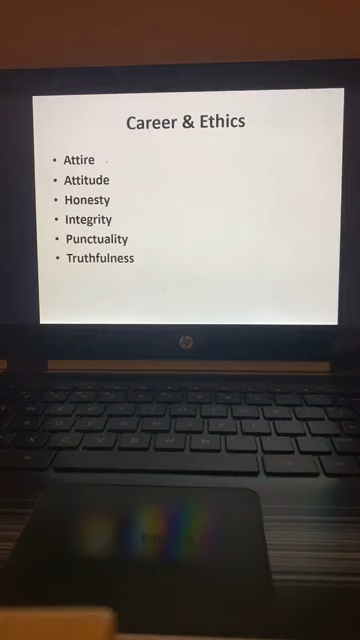 Career & Ethics
• Attire
• Attitude
• Honesty
• Integrity
• Punctuality
• Truthfulness
hp